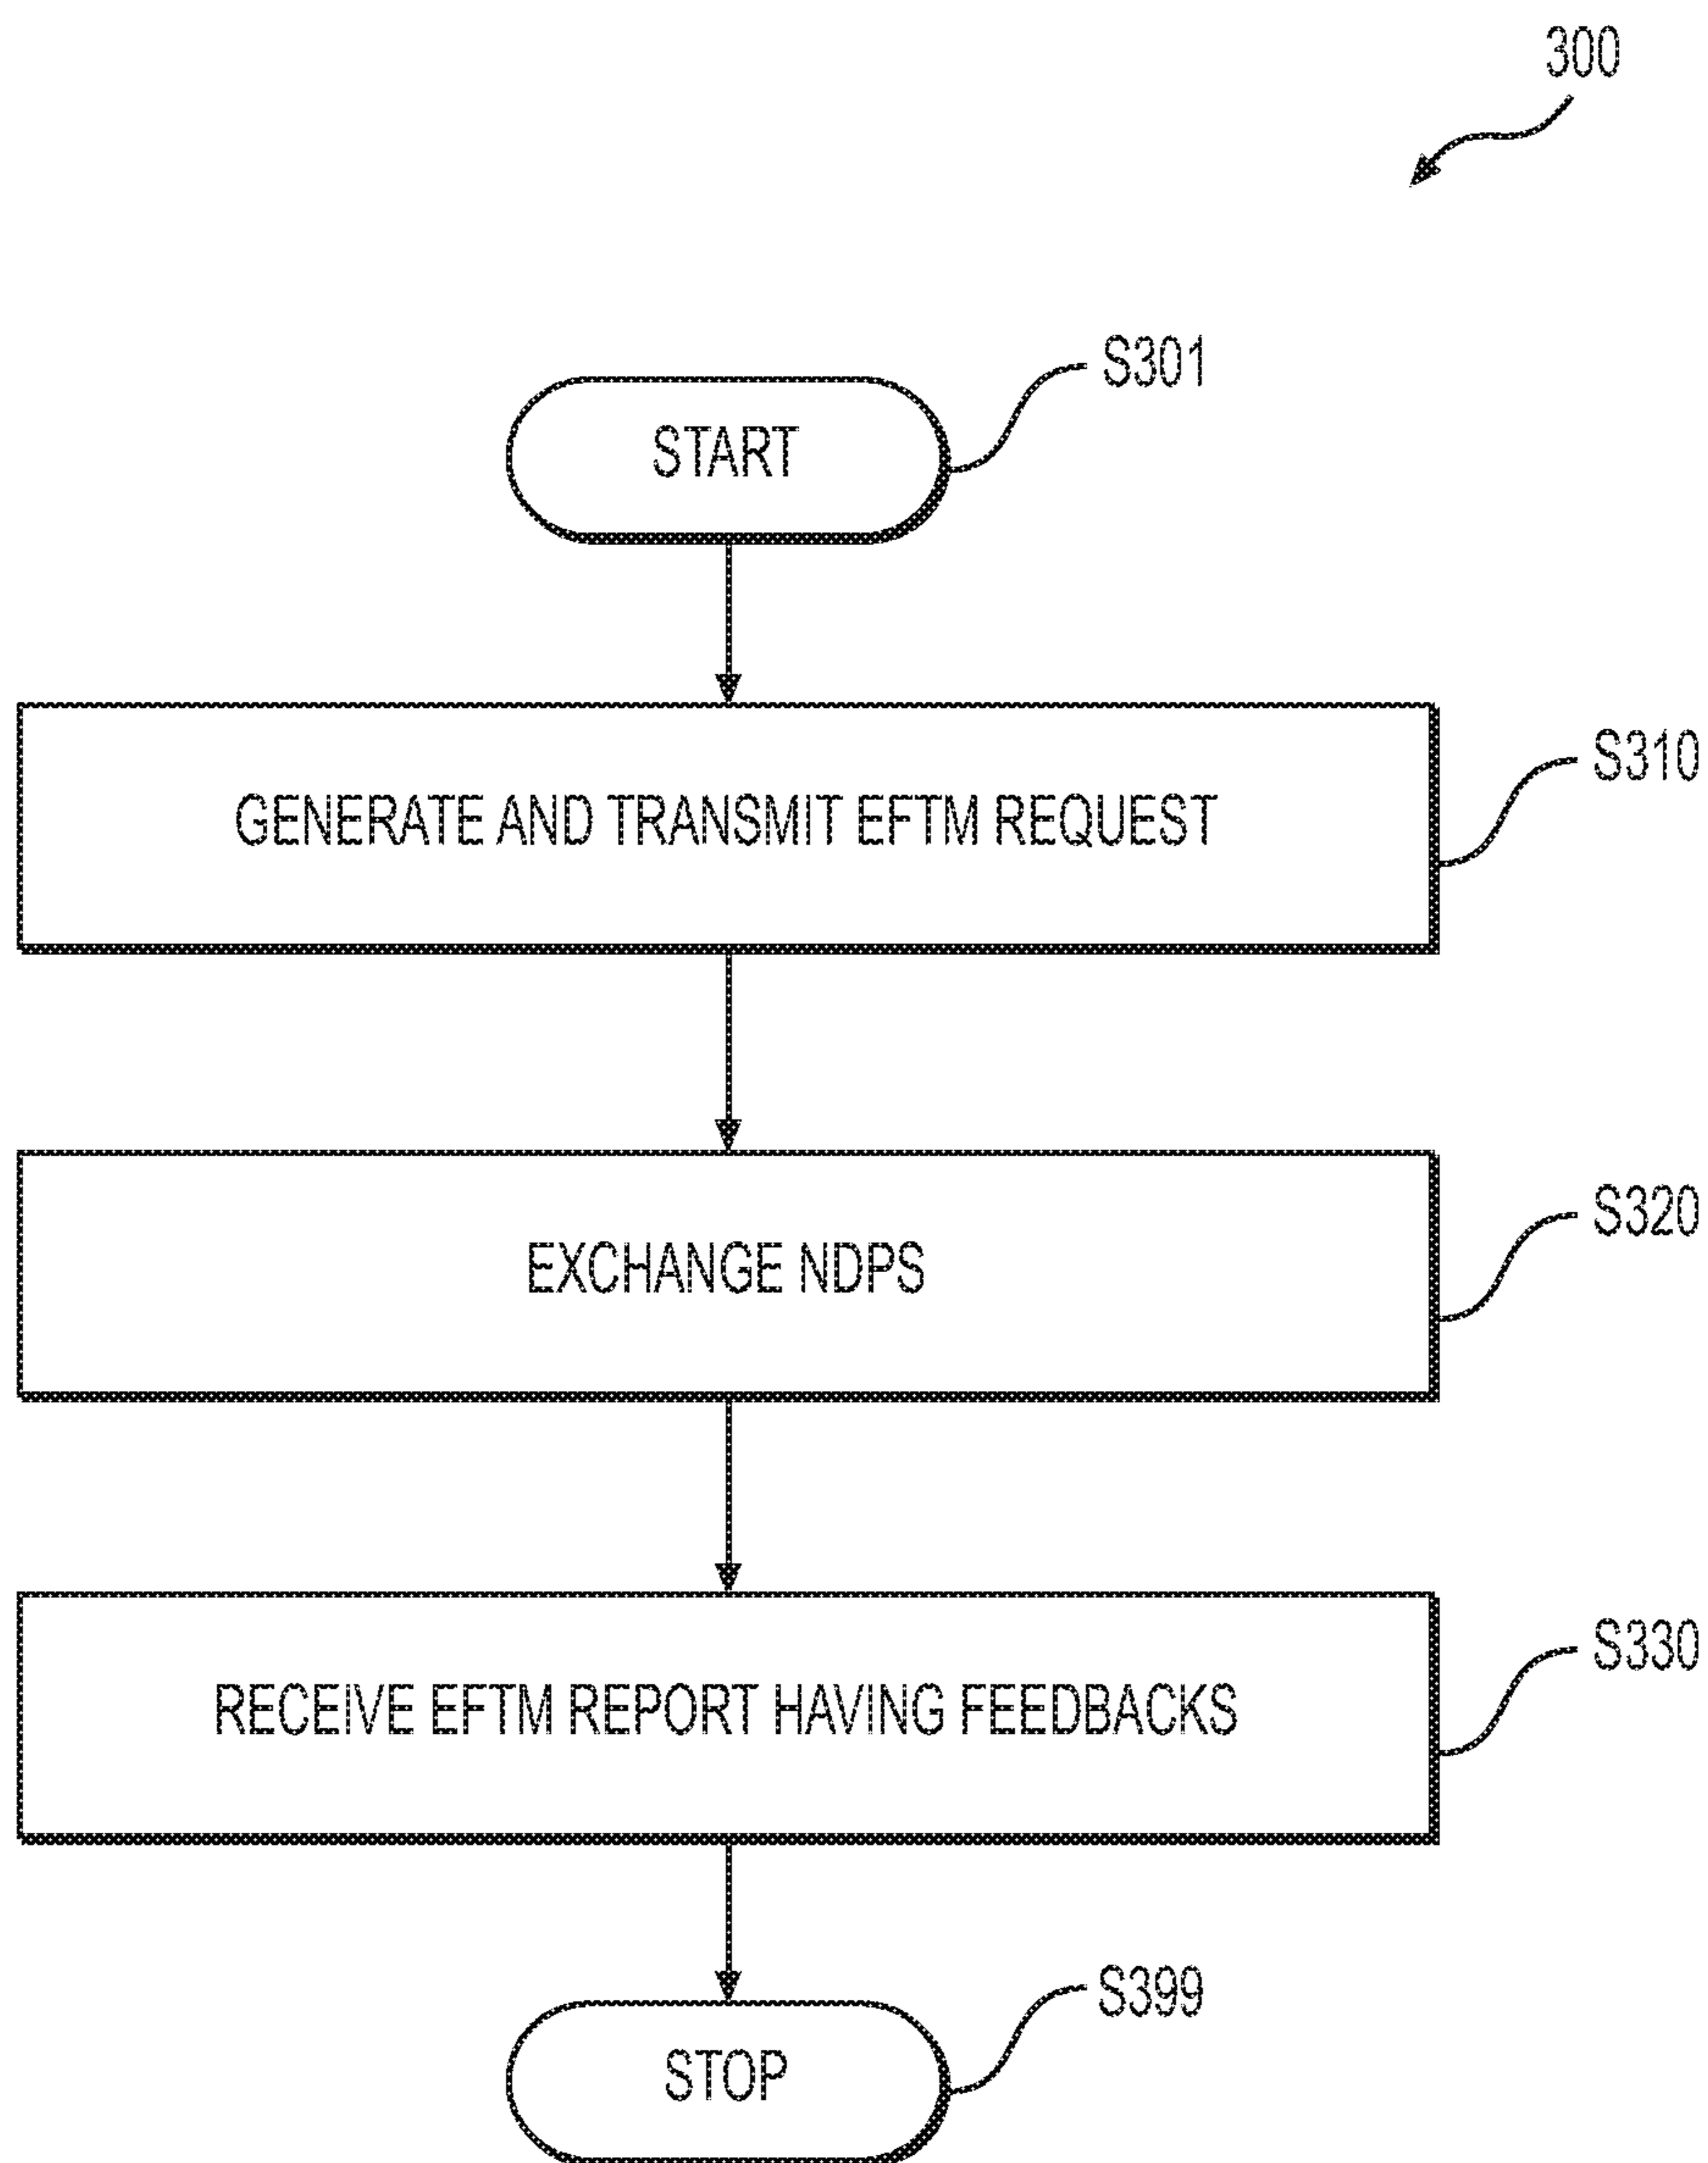 300
S301
START
S310
GENERATE AND TRANSMIT EFTM REQUEST
S320
EXCHANGE NDPS
S330
RECEIVE EFTM REPORT HAVING FEEDBACKS
S399
STOP